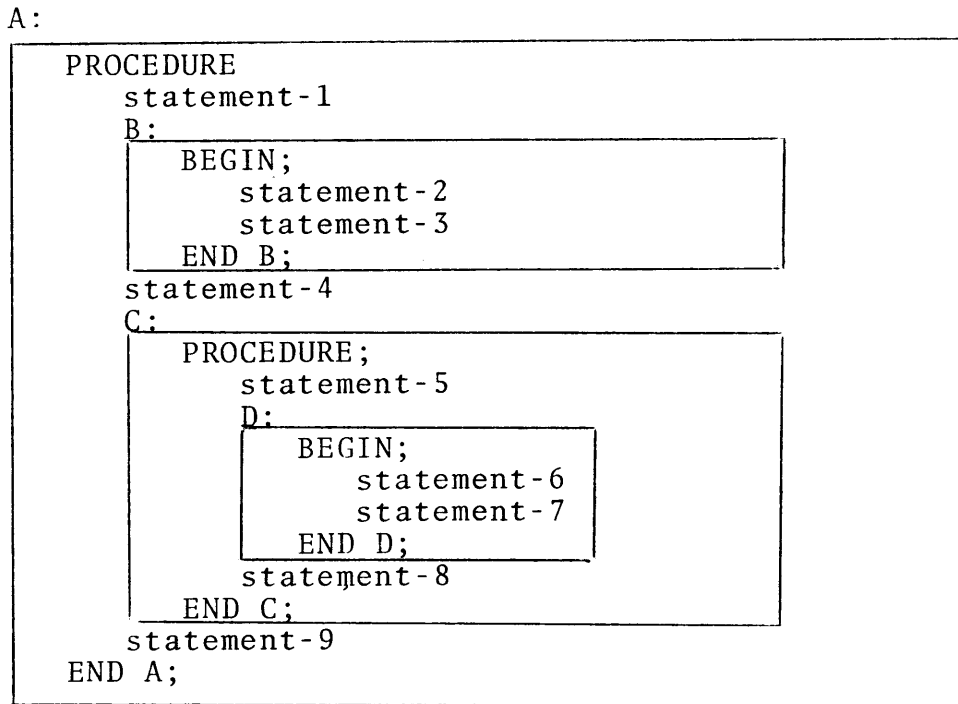 A:
PROCEDURE
statement-1
B:
BEGIN;
statement-2
statement-3
END B;
statement-4
C:
PROCEDURE;
statement-5
D:
BEGIN;
statement-6
statement-7
END D;
statement-8
END C;
statement-9
END A;